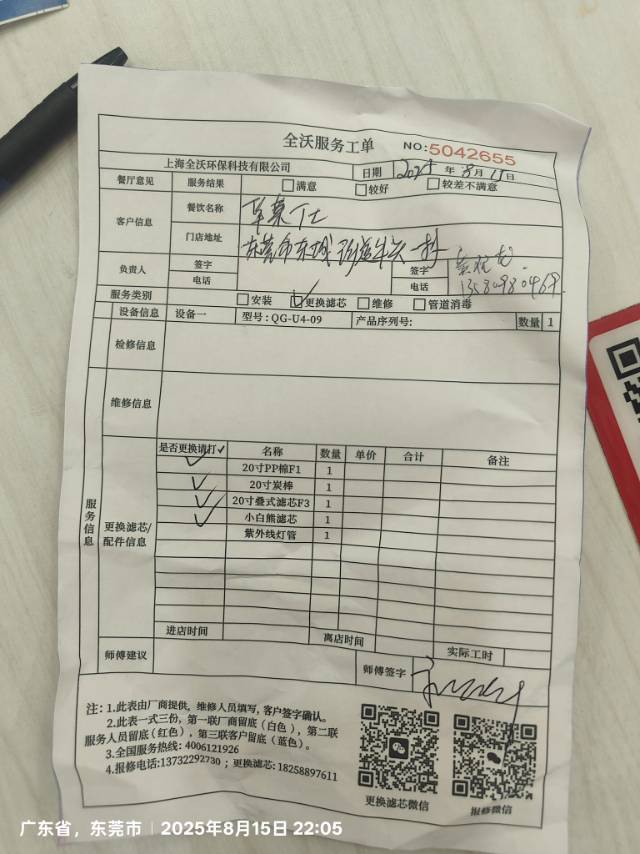 全沃服务工单 NO:5042655
上海全沃环保科技有限公司 日期 2025 年 8 月 15 日
餐厅意见 服务结果 满意 较好 较差不满意
客户信息 餐饮名称
门店地址 东莞市东城街道牛
负责人 签字 签字
电话 电话
服务类别 安装 更换滤芯 维修 管道消毒
设备信息 设备一 型号:QG-U4-09 产品序列号: 数量 1
检修信息
维修信息
服务信息
更换滤芯/配件信息
是否更换请打✓ 名称 数量 单价 合计 备注
✓ 20寸PP棉F1 1
✓ 20寸炭棒 1
✓ 20寸叠式滤芯F3 1
✓ 小白熊滤芯 1
紫外线灯管 1
进店时间 离店时间 实际工时
师傅建议 师傅签字
注: 1.此表由厂商提供, 维修人员填写, 客户签字确认。
2.此表一式三份, 第一联厂商留底(白色), 第二联
服务人员留底(红色), 第三联客户留底(蓝色)。
3.全国服务热线: 4006121926
4.报修电话:13732292730; 更换滤芯:18258897611
更换滤芯微信 报修微信
广东省，东莞市 2025年8月15日 22:05